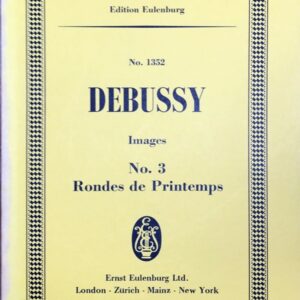 Edition Eulenburg
No. 1352
DEBUSSY
Images
No. 3
Rondes de Printemps
Ernst Eulenburg Ltd.
London · Zürich · Mainz · New York